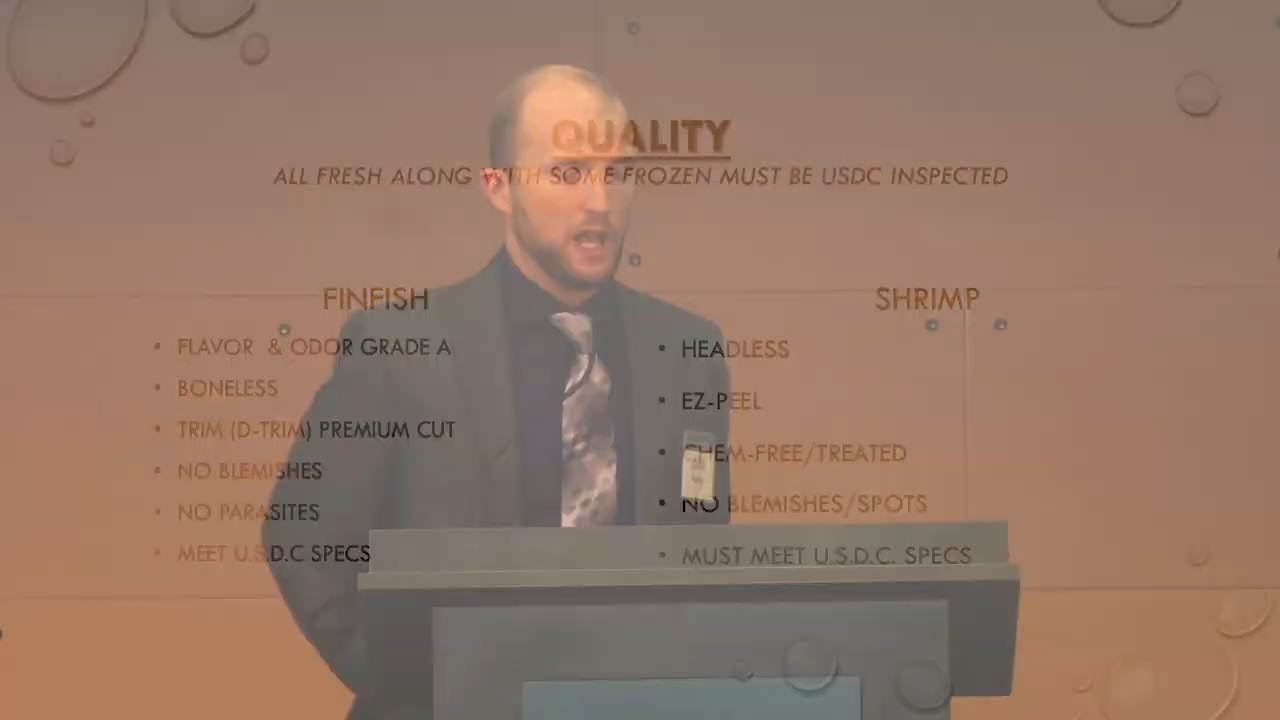 QUALITY
ALL FRESH ALONG WITH SOME FROZEN MUST BE USDC INSPECTED
FINFISH
• FLAVOR & ODOR GRADE A
• BONELESS
• TRIM (D-TRIM) PREMIUM CUT
• NO BLEMISHES
• NO PARASITES
• MEET U.S.D.C SPECS
SHRIMP
• HEADLESS
• EZ-PEEL
• CHEM-FREE/TREATED
• NO BLEMISHES/SPOTS
• MUST MEET U.S.D.C. SPECS